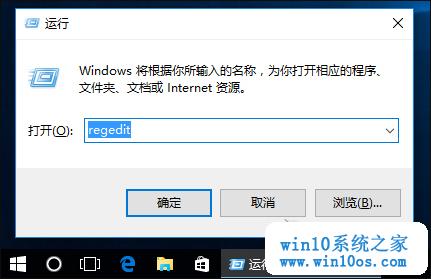 运行
Windows 将根据你所输入的名称，为你打开相应的程序、
文件夹、文档或 Internet 资源。
打开(O):
regedit
确定
取消
浏览(B)...
运行
win10系统之家
www.win10os.com